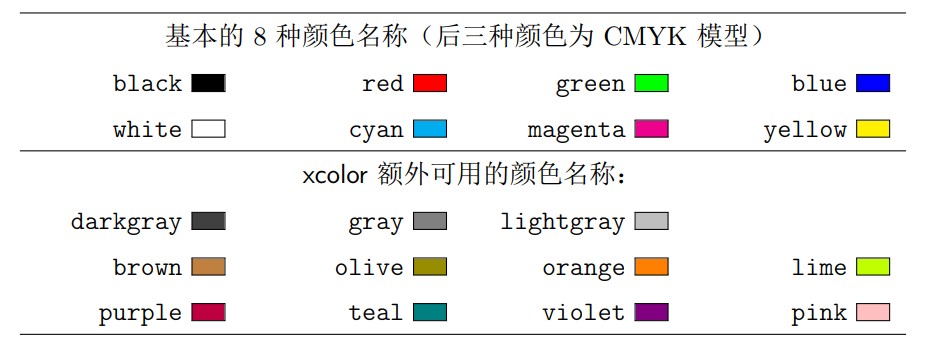 基本的 8 种颜色名称（后三种颜色为 CMYK 模型）
black red green blue
white cyan magenta yellow
xcolor 额外可用的颜色名称：
darkgray gray lightgray
brown olive orange lime
purple teal violet pink